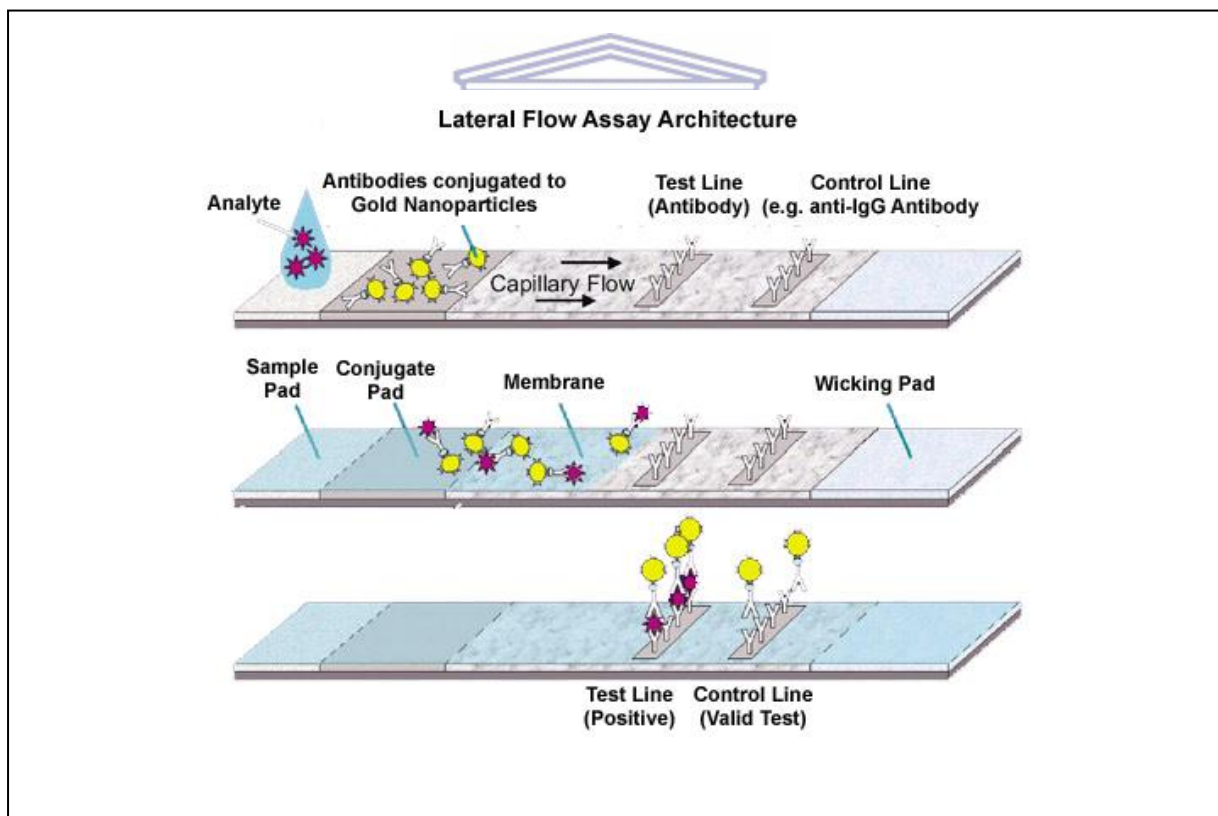 Lateral Flow Assay Architecture
Antibodies conjugated to
Gold Nanoparticles
Test Line
(Antibody)
Control Line
(e.g. anti-IgG Antibody
Analyte
Capillary Flow
Sample
Pad
Conjugate
Pad
Membrane
Wicking Pad
Test Line
(Positive)
Control Line
(Valid Test)